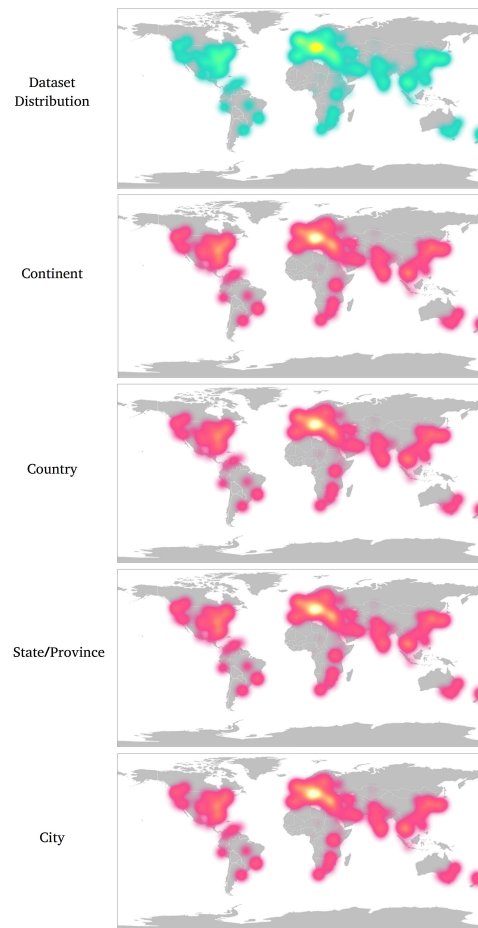 Dataset
Distribution
Continent
Country
State/Province
City